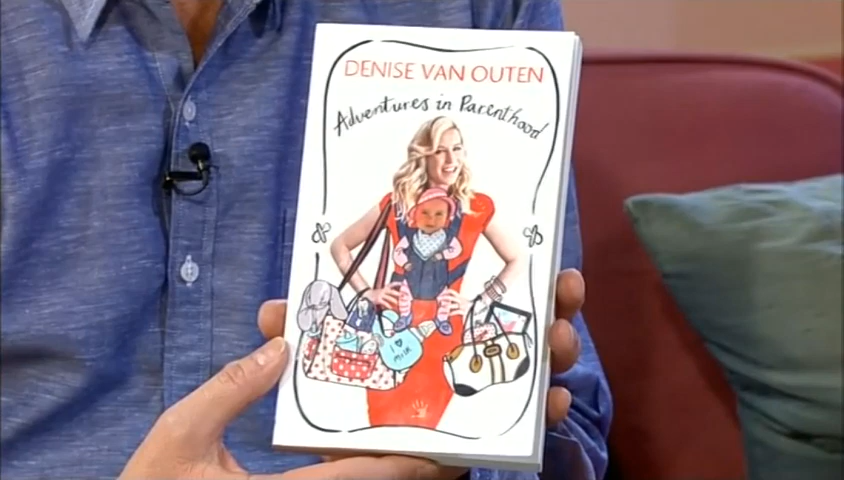 DENISE VAN OUTEN
Adventures in Parenthood
I ♥
MILK